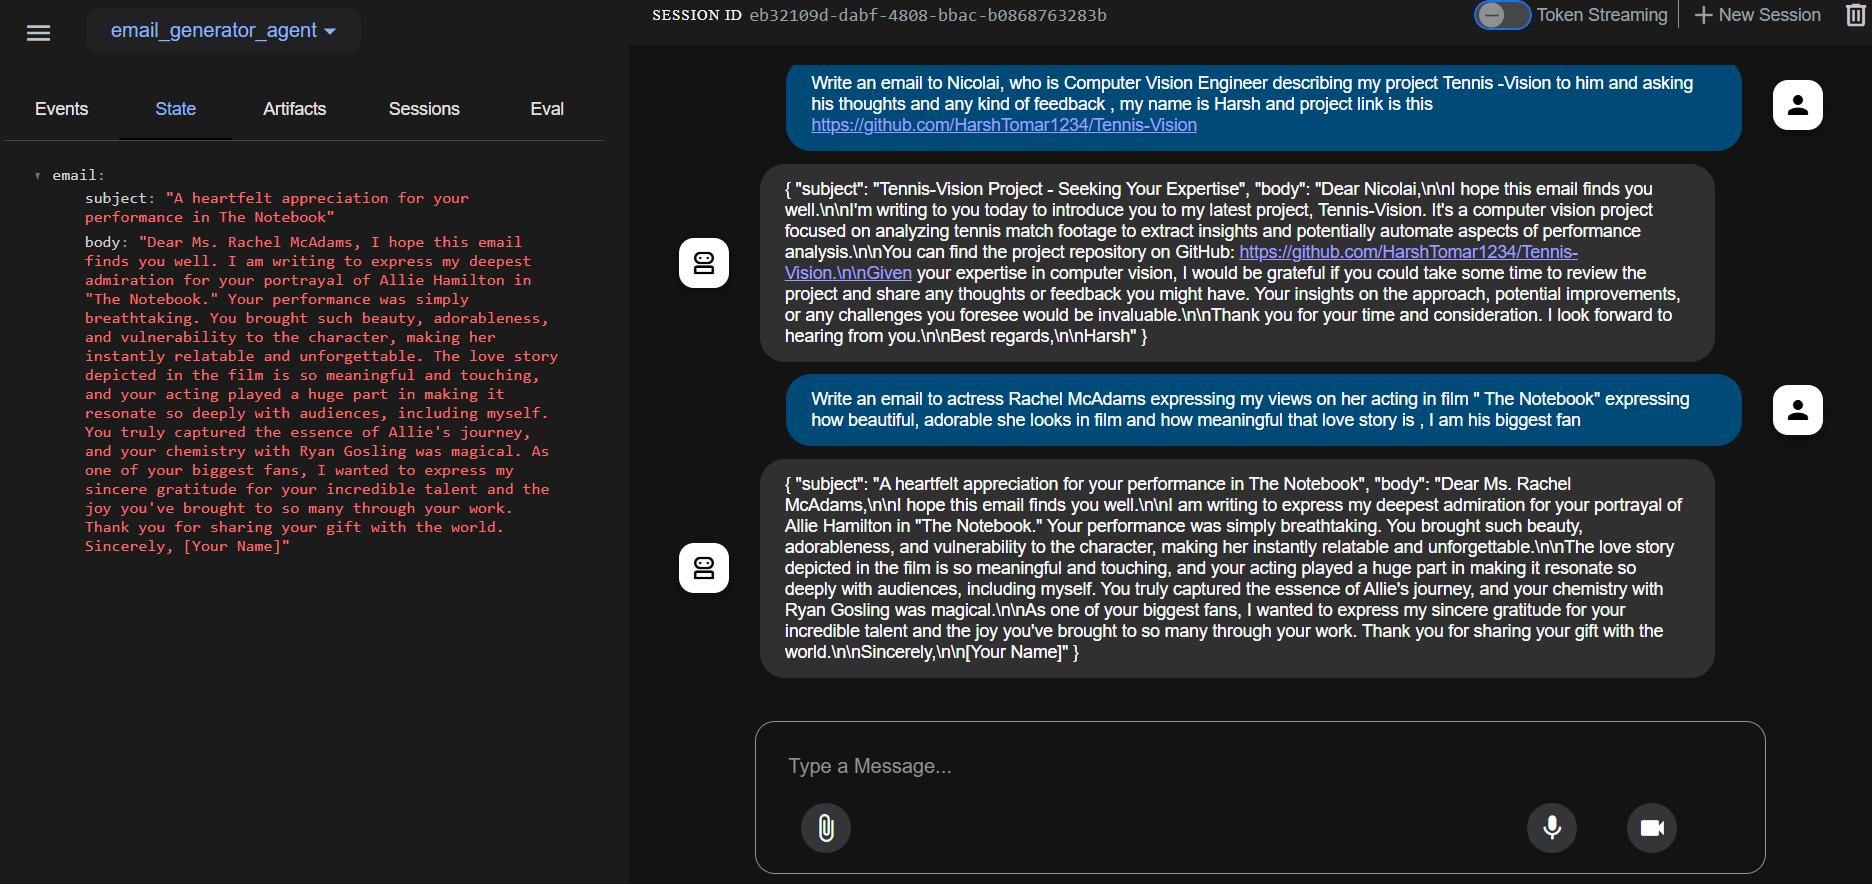 email_generator_agent
SESSION ID eb32109d-dabf-4808-bbac-b0868763283b
Token Streaming
New Session
Events
State
Artifacts
Sessions
Eval
email:
subject: "A heartfelt appreciation for your
performance in The Notebook"
body: "Dear Ms. Rachel McAdams, I hope this email
finds you well. I am writing to express my deepest
admiration for your portrayal of Allie Hamilton in
"The Notebook." Your performance was simply
breathtaking. You brought such beauty, adorableness,
and vulnerability to the character, making her
instantly relatable and unforgettable. The love story
depicted in the film is so meaningful and touching,
and your acting played a huge part in making it
resonate so deeply with audiences, including myself.
You truly captured the essence of Allie's journey,
and your chemistry with Ryan Gosling was magical. As
one of your biggest fans, I wanted to express my
sincere gratitude for your incredible talent and the
joy you've brought to so many through your work.
Thank you for sharing your gift with the world.
Sincerely, [Your Name]"
Write an email to Nicolai, who is Computer Vision Engineer describing my project Tennis -Vision to him and asking
his thoughts and any kind of feedback , my name is Harsh and project link is this
https://github.com/HarshTomar1234/Tennis-Vision
{ "subject": "Tennis-Vision Project - Seeking Your Expertise", "body": "Dear Nicolai,\n\nI hope this email finds you
well.\n\nI'm writing to you today to introduce you to my latest project, Tennis-Vision. It's a computer vision project
focused on analyzing tennis match footage to extract insights and potentially automate aspects of performance
analysis.\n\nYou can find the project repository on GitHub: https://github.com/HarshTomar1234/Tennis-
Vision.\n\nGiven your expertise in computer vision, I would be grateful if you could take some time to review the
project and share any thoughts or feedback you might have. Your insights on the approach, potential improvements,
or any challenges you foresee would be invaluable.\n\nThank you for your time and consideration. I look forward to
hearing from you.\n\nBest regards,\n\nHarsh" }
Write an email to actress Rachel McAdams expressing my views on her acting in film " The Notebook" expressing
how beautiful, adorable she looks in film and how meaningful that love story is , I am his biggest fan
{ "subject": "A heartfelt appreciation for your performance in The Notebook", "body": "Dear Ms. Rachel
McAdams,\n\nI hope this email finds you well.\n\nI am writing to express my deepest admiration for your portrayal of
Allie Hamilton in "The Notebook." Your performance was simply breathtaking. You brought such beauty,
adorableness, and vulnerability to the character, making her instantly relatable and unforgettable.\n\nThe love story
depicted in the film is so meaningful and touching, and your acting played a huge part in making it resonate so
deeply with audiences, including myself. You truly captured the essence of Allie's journey, and your chemistry with
Ryan Gosling was magical.\n\nAs one of your biggest fans, I wanted to express my sincere gratitude for your
incredible talent and the joy you've brought to so many through your work. Thank you for sharing your gift with the
world.\n\nSincerely,\n\n[Your Name]" }
Type a Message...